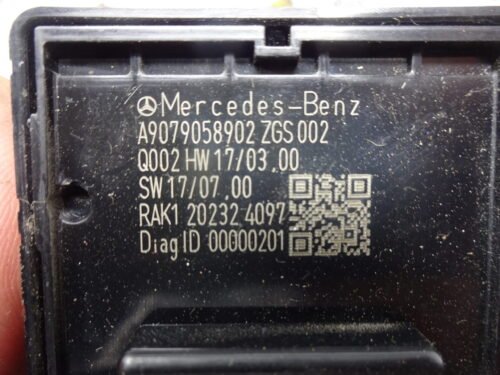 Mercedes-Benz
A9079058902 ZGS 002
Q002 HW 17/03.00
SW 17/07.00
RAK1 20232 4097
Diag ID 00000201